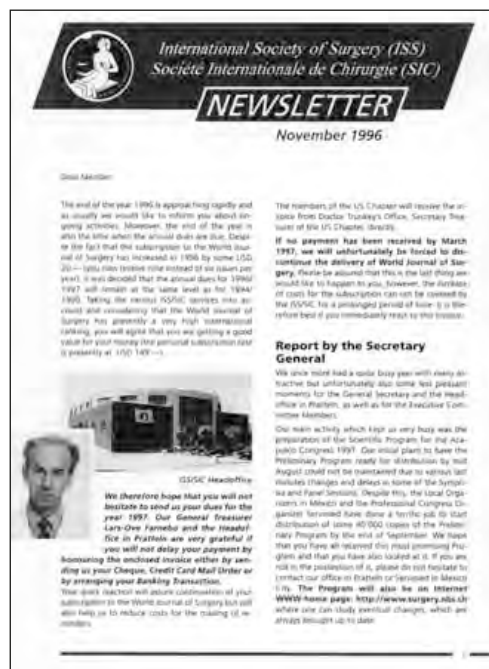 International Society of Surgery (ISS)
Société Internationale de Chirurgie (SIC)
NEWSLETTER
November 1996
Dear Member
The end of the year 1996 is approaching rapidly and
as usually we would like to inform you about on-
going activities. Moreover, the end of the year is
also the time when the annual dues are due. Despi-
te the fact that the subscription to the World Jour-
nal of Surgery has increased in 1996 by some USD
20.— (you now receive nine instead of six issues per
year), it was decided that the annual dues for 1996/
1997 will remain at the same level as for 1994/
1995. Taking the various ISS/SIC services into ac-
count and considering that the World Journal of
Surgery has presently a very high international
ranking, you will agree that you are getting a good
value for your money (the personal subscription rate
is presently at USD 149.—).
ISS/SIC Headoffice
We therefore hope that you will not
hesitate to send us your dues for the
year 1997. Our General Treasurer
Lars-Ove Farnebo and the Headof-
fice in Pratteln are very grateful if
you will not delay your payment by
honouring the enclosed invoice either by sen-
ding us your Cheque, Credit Card Mail Order or
by arranging your Banking Transaction.
Your quick reaction will assure continuation of your
subscription to the World Journal of Surgery but will
also help us to reduce costs for the mailing of re-
minders.
The members of the US Chapter will receive the in-
voice from Doctor Trunkey's Office, Secretary Trea-
surer of the US Chapter, directly.
If no payment has been received by March
1997, we will unfortunately be forced to dis-
continue the delivery of World Journal of Sur-
gery. Please be assured that this is the last thing we
would like to happen to you, however, the number
of costs for the subscription can not be covered by
the ISS/SIC for a prolonged period of time. It is the-
refore best if you immediately react to this invoice.
Report by the Secretary
General
We once more had a quite busy year with many at-
tractive but unfortunately also some less pleasant
moments for the General Secretary and the Head-
office in Pratteln, as well as for the Executive Com-
mittee Members.
Our main activity which kept us very busy was the
preparation of the Scientific Program for the Aca-
pulco Congress 1997. Our initial plan to have the
Preliminary Program ready for distribution by mid
August could not be maintained due to various last
minutes changes and delays in some of the Sympo-
sia and Panel Sessions. Despite this, the Local Orga-
nizers in Mexico and the Professional Congress Or-
ganizer Servimed have done a terrific job to start
distribution of some 40'000 copies of the Prelimi-
nary Program by the end of September. We hope
that you have all received this most promising Pro-
gram and that you have also looked at it. If you are
not in the possession of it, please do not hesitate to
contact our office in Pratteln or Servimed in Mexico
City. The Program will also be on Internet
WWW-home page: http://www.surgery.nbs.ch
where one can study eventual changes, which are
always brought up to date.